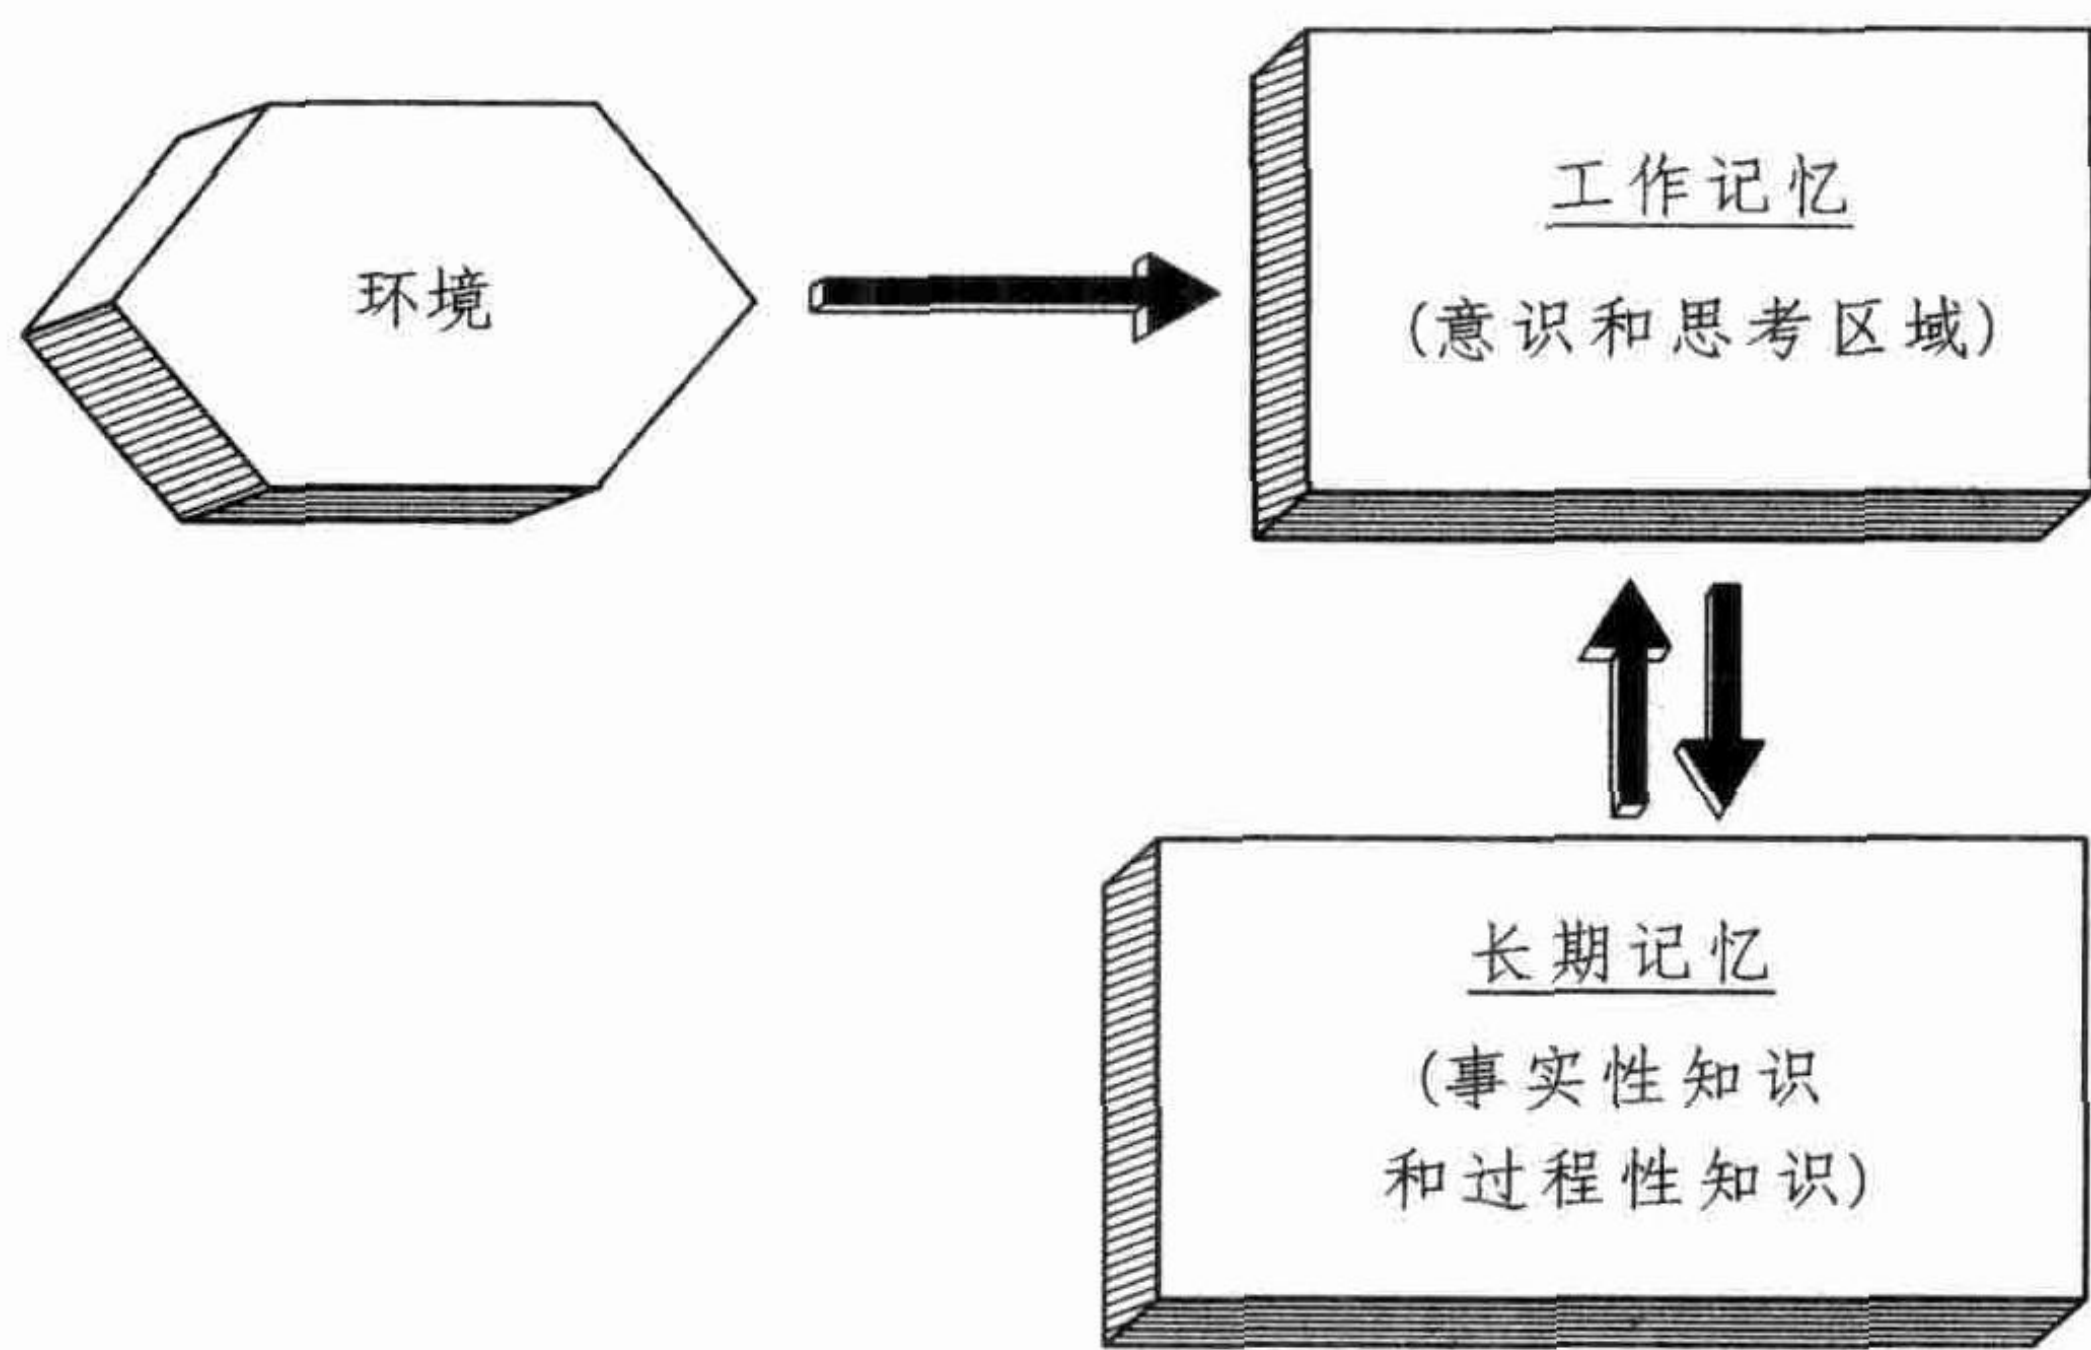 环境
工作记忆
(意识和思考区域)
长期记忆
(事实性知识
和过程性知识)